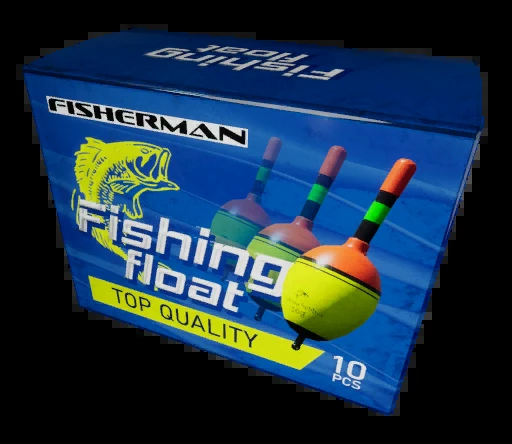 Fishing
float
FISHERMAN
Fishing
float
TOP QUALITY
10
PCS